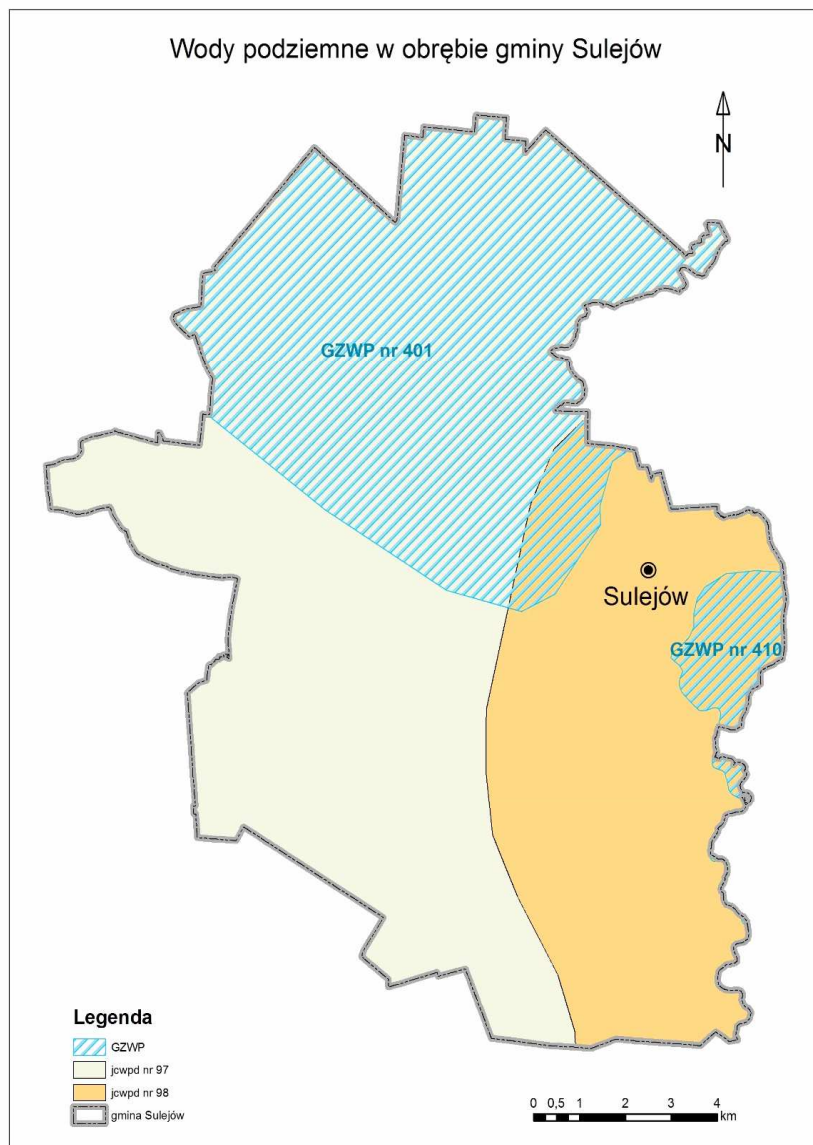 Wody podziemne w obrębie gminy Sulejów
N
GZWP nr 401
Sulejów
GZWP nr 410
Legenda
GZWP
jcwpd nr 97
jcwpd nr 98
gmina Sulejów
0 0,5 1 2 3 4
km